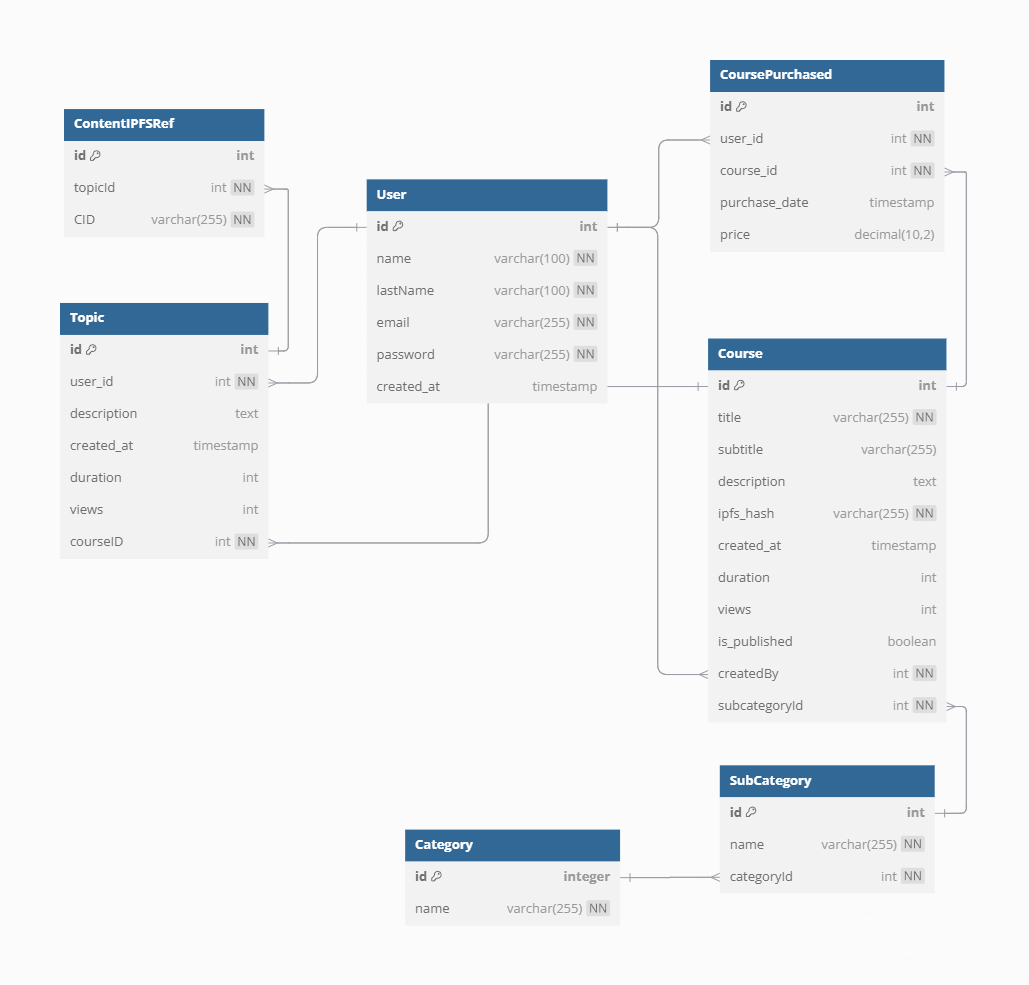 ContentIPFSRef
id int
topicId int NN
CID varchar(255) NN
Topic
id int
user_id int NN
description text
created_at timestamp
duration int
views int
courseID int NN
User
id int
name varchar(100) NN
lastName varchar(100) NN
email varchar(255) NN
password varchar(255) NN
created_at timestamp
CoursePurchased
id int
user_id int NN
course_id int NN
purchase_date timestamp
price decimal(10,2)
Course
id int
title varchar(255) NN
subtitle varchar(255)
description text
ipfs_hash varchar(255) NN
created_at timestamp
duration int
views int
is_published boolean
createdBy int NN
subcategoryId int NN
SubCategory
id int
name varchar(255) NN
categoryId int NN
Category
id integer
name varchar(255) NN